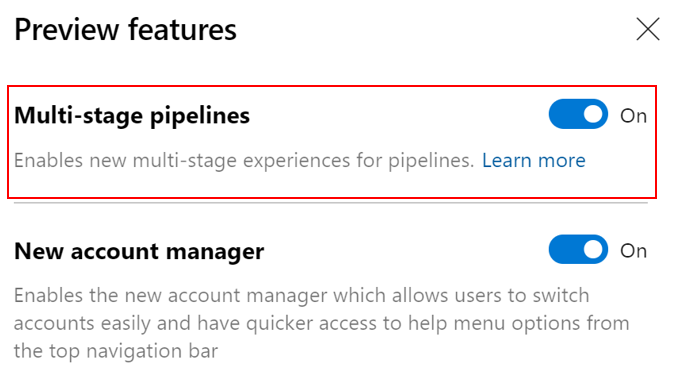 Preview features
Multi-stage pipelines
On
Enables new multi-stage experiences for pipelines. Learn more
New account manager
On
Enables the new account manager which allows users to switch
accounts easily and have quicker access to help menu options from
the top navigation bar